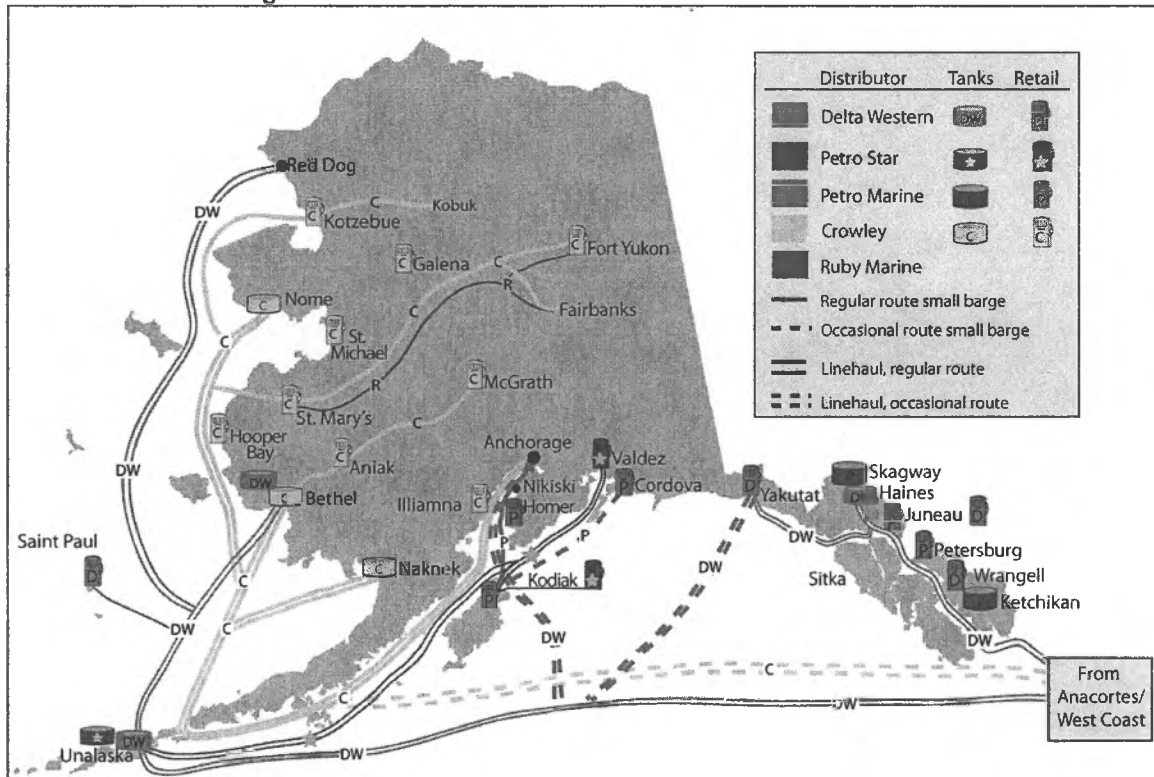 Distributor Tanks Retail
Delta Western DW D
Petro Star
Petro Marine
Crowley C C
Ruby Marine
Regular route small barge
Occasional route small barge
Linehaul, regular route
Linehaul, occasional route
Red Dog
DW
C
Kotzebue
C
Kobuk
C
Galena
C
Fort Yukon
C
Nome
C
R
Fairbanks
C
St.
Michael
C
C
C
McGrath
R
C
St. Mary's
C
C
Hooper
Bay
C
Aniak
Anchorage
Valdez
DW
DW
C
Bethel
C
Illiamna
Nikiski
P
Homer
P
Cordova
D
Yakutat
Skagway
D
Haines
Juneau
D
Saint Paul
D
C
Naknek
P
P
Kodiak
P
DW
Sitka
P
Petersburg
D
Wrangell
Ketchikan
C
C
DW
DW
DW
C
C
From
Anacortes/
West Coast
DW
Unalaska
DW
DW